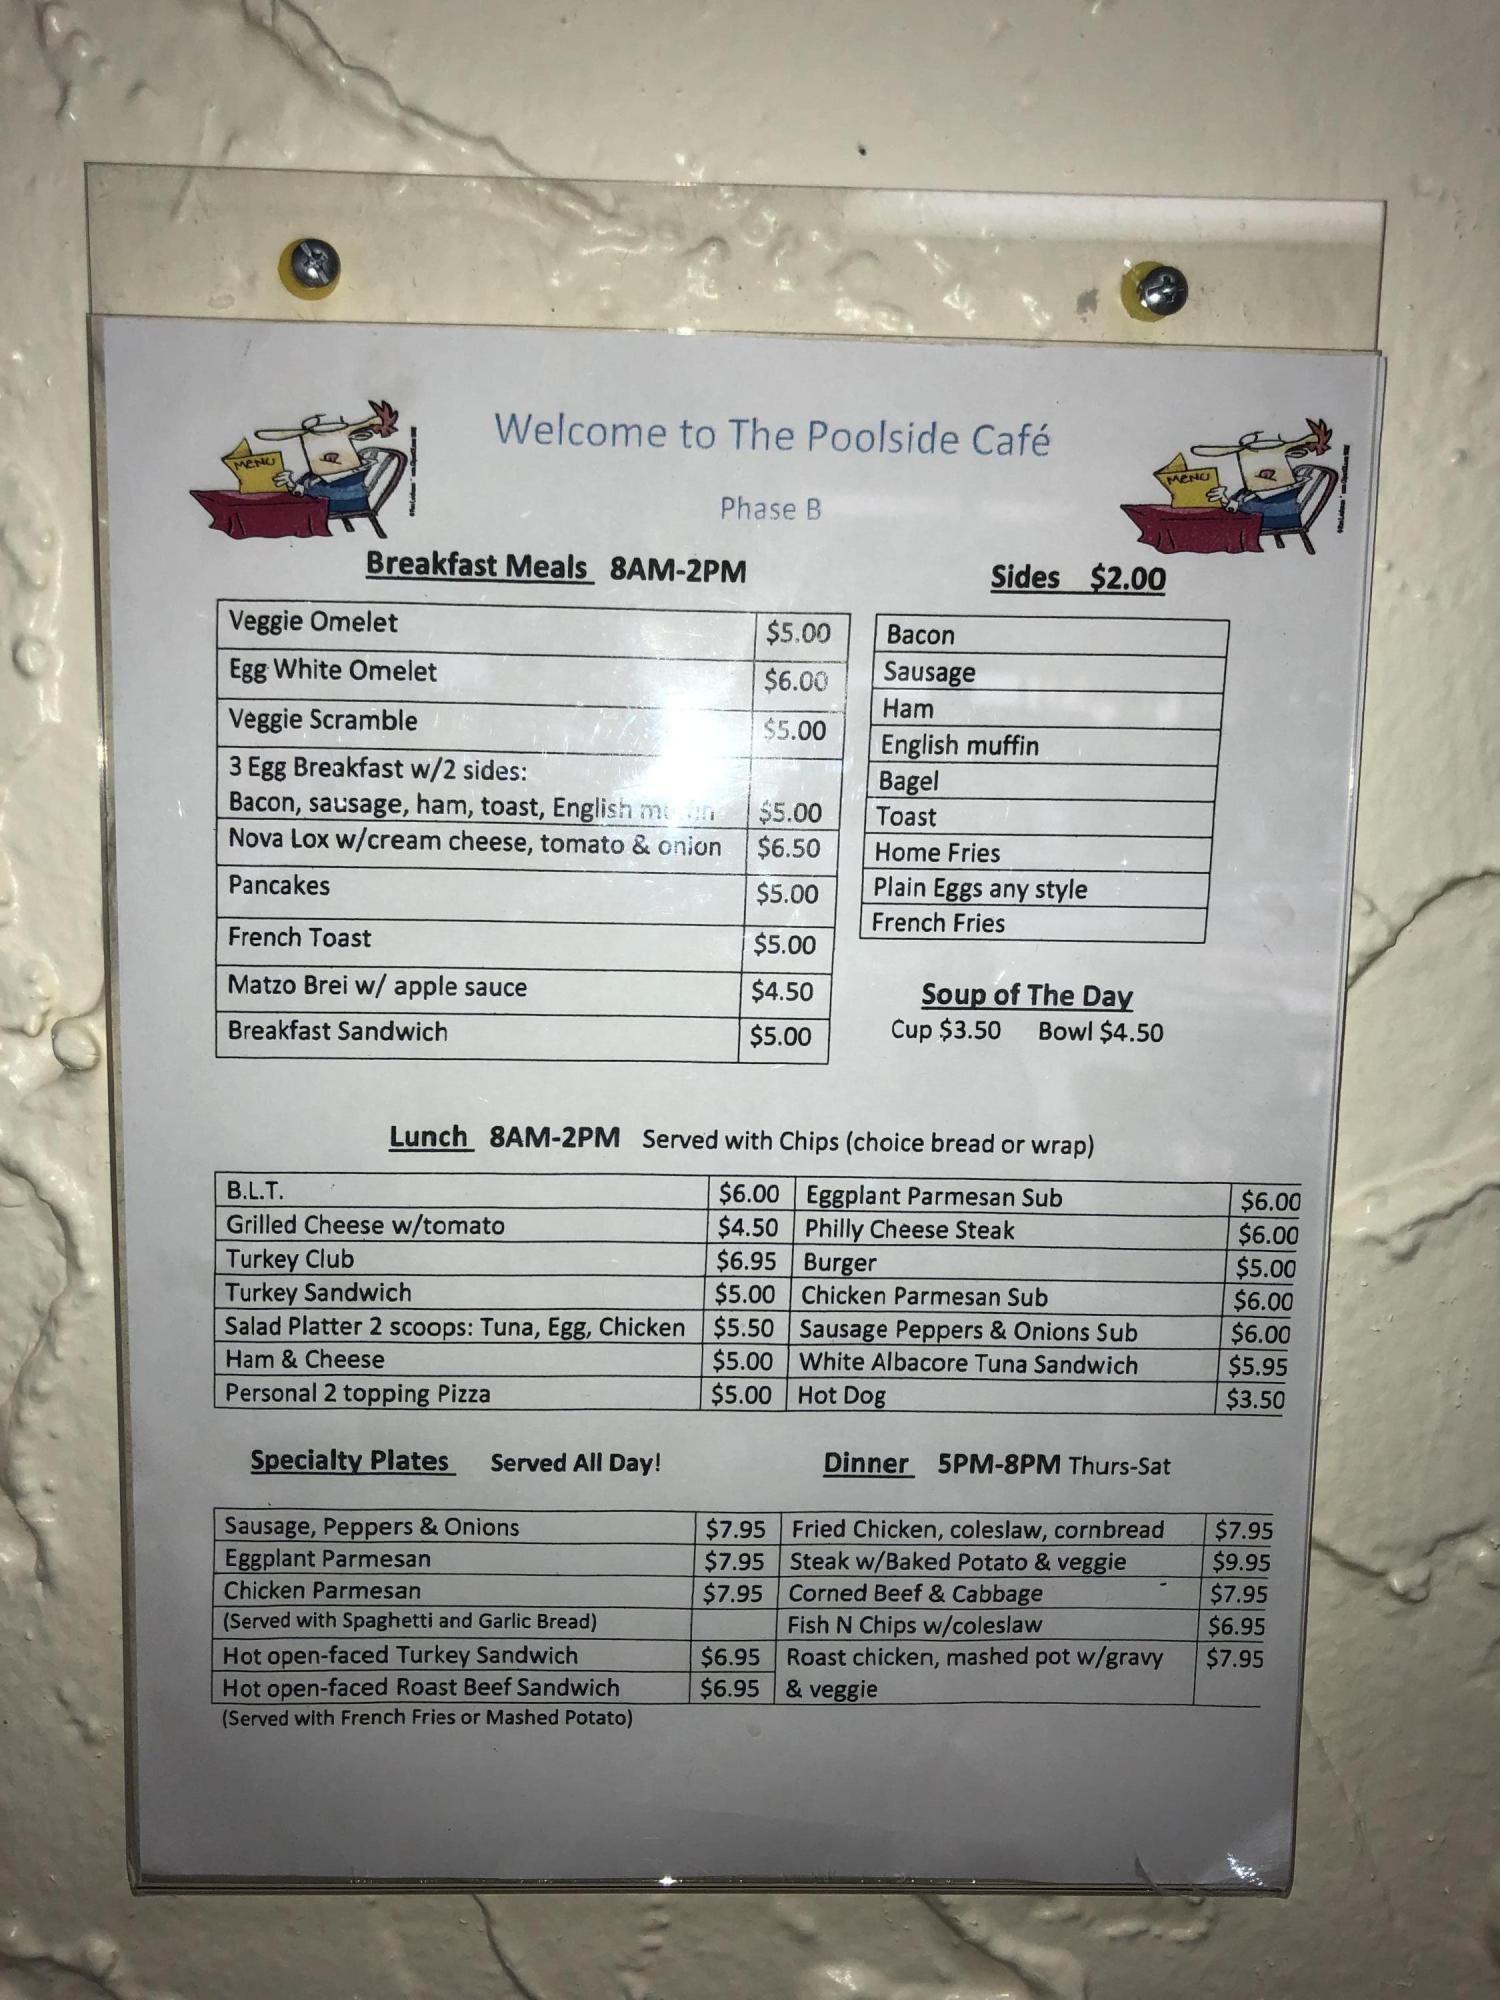 Welcome to The Poolside Café
Phase B
MENU
MENU
Breakfast Meals 8AM-2PM
Veggie Omelet $5.00
Egg White Omelet $6.00
Veggie Scramble $5.00
3 Egg Breakfast w/2 sides:
Bacon, sausage, ham, toast, English muffin $5.00
Nova Lox w/cream cheese, tomato & onion $6.50
Pancakes $5.00
French Toast $5.00
Matzo Brei w/ apple sauce $4.50
Breakfast Sandwich $5.00
Sides $2.00
Bacon
Sausage
Ham
English muffin
Bagel
Toast
Home Fries
Plain Eggs any style
French Fries
Soup of The Day
Cup $3.50 Bowl $4.50
Lunch 8AM-2PM Served with Chips (choice bread or wrap)
B.L.T. $6.00 Eggplant Parmesan Sub $6.00
Grilled Cheese w/tomato $4.50 Philly Cheese Steak $6.00
Turkey Club $6.95 Burger $5.00
Turkey Sandwich $5.00 Chicken Parmesan Sub $6.00
Salad Platter 2 scoops: Tuna, Egg, Chicken $5.50 Sausage Peppers & Onions Sub $6.00
Ham & Cheese $5.00 White Albacore Tuna Sandwich $5.95
Personal 2 topping Pizza $5.00 Hot Dog $3.50
Specialty Plates Served All Day!
Sausage, Peppers & Onions $7.95
Eggplant Parmesan $7.95
Chicken Parmesan $7.95
(Served with Spaghetti and Garlic Bread)
Hot open-faced Turkey Sandwich $6.95
Hot open-faced Roast Beef Sandwich $6.95
(Served with French Fries or Mashed Potato)
Dinner 5PM-8PM Thurs-Sat
Fried Chicken, coleslaw, cornbread $7.95
Steak w/Baked Potato & veggie $9.95
Corned Beef & Cabbage $7.95
Fish N Chips w/coleslaw $6.95
Roast chicken, mashed pot w/gravy $7.95
& veggie